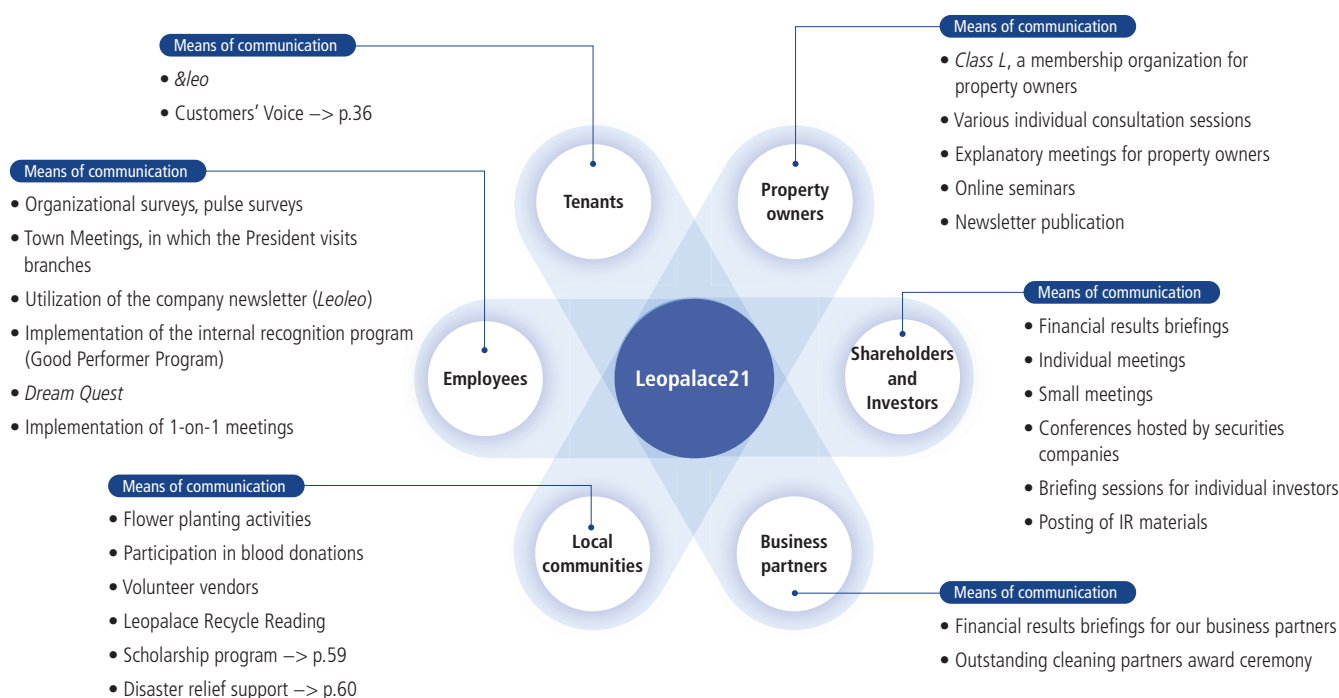 Means of communication
• &leo
• Customers' Voice —> p.36
Tenants
Means of communication
• Class L, a membership organization for
property owners
• Various individual consultation sessions
• Explanatory meetings for property owners
• Online seminars
• Newsletter publication
Property
owners
Means of communication
• Organizational surveys, pulse surveys
• Town Meetings, in which the President visits
branches
• Utilization of the company newsletter (Leoleo)
• Implementation of the internal recognition program
(Good Performer Program)
• Dream Quest
• Implementation of 1-on-1 meetings
Employees
Leopalace21
Shareholders
and
Investors
Means of communication
• Financial results briefings
• Individual meetings
• Small meetings
• Conferences hosted by securities
companies
• Briefing sessions for individual investors
• Posting of IR materials
Means of communication
• Flower planting activities
• Participation in blood donations
• Volunteer vendors
• Leopalace Recycle Reading
• Scholarship program —> p.59
• Disaster relief support —> p.60
Local
communities
Business
partners
Means of communication
• Financial results briefings for our business partners
• Outstanding cleaning partners award ceremony